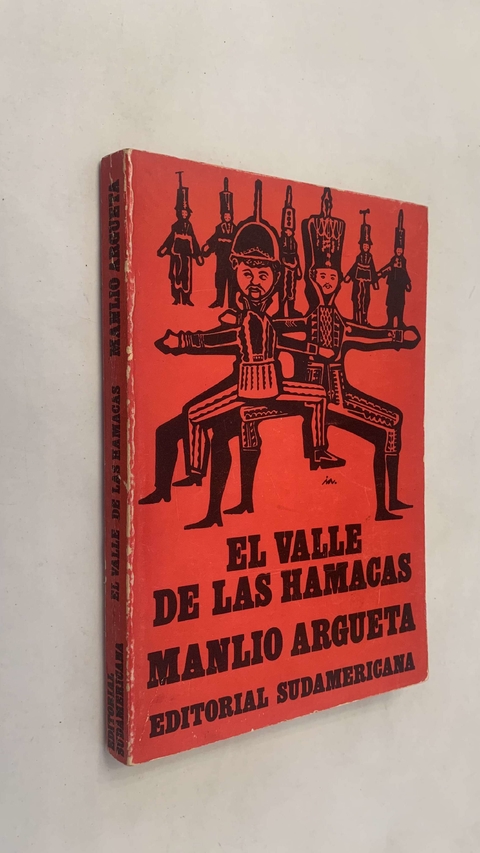 EL VALLE
DE LAS HAMACAS
MANLIO ARGUETA
EDITORIAL SUDAMERICANA
MANLIO ARGUETA
EL VALLE DE LAS HAMACAS
EDITORIAL
SUDAMERICANA